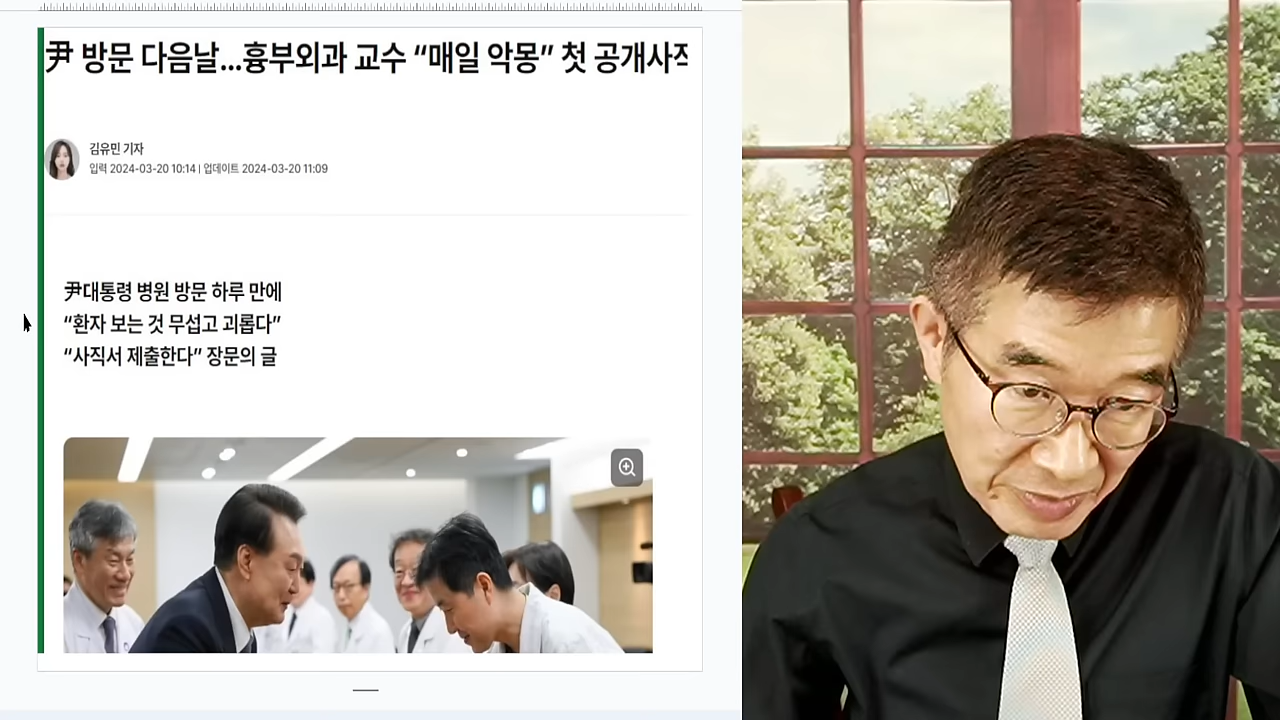 尹 방문 다음날…흉부외과 교수 “매일 악몽” 첫 공개사직
김유민 기자
입력 2024-03-20 10:14 | 업데이트 2024-03-20 11:09
尹대통령 병원 방문 하루 만에
“환자 보는 것 무섭고 괴롭다”
“사직서 제출한다” 장문의 글